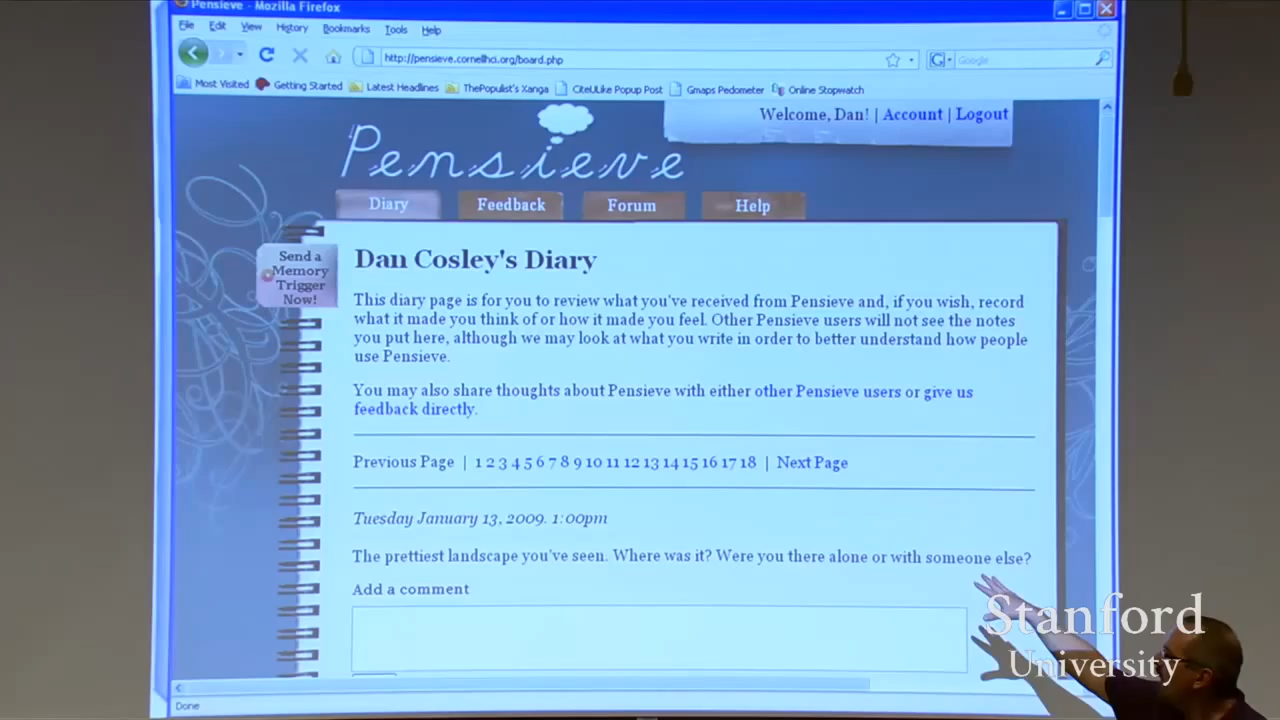 Pensieve - Mozilla Firefox
File Edit View History Bookmarks Tools Help
http://pensieve.cornellhci.org/board.php
Google
Most Visited Getting Started Latest Headlines ThePopulist's Xanga CiteULike Popup Post Gmaps Pedometer Online Stopwatch
Welcome, Dan! | Account | Logout
Pensieve
Diary Feedback Forum Help
Send a
Memory
Trigger
Now!
Dan Cosley's Diary
This diary page is for you to review what you've received from Pensieve and, if you wish, record
what it made you think of or how it made you feel. Other Pensieve users will not see the notes
you put here, although we may look at what you write in order to better understand how people
use Pensieve.
You may also share thoughts about Pensieve with either other Pensieve users or give us
feedback directly.
Previous Page | 1 2 3 4 5 6 7 8 9 10 11 12 13 14 15 16 17 18 | Next Page
Tuesday January 13, 2009. 1:00pm
The prettiest landscape you've seen. Where was it? Were you there alone or with someone else?
Add a comment
Stanford
University
Done